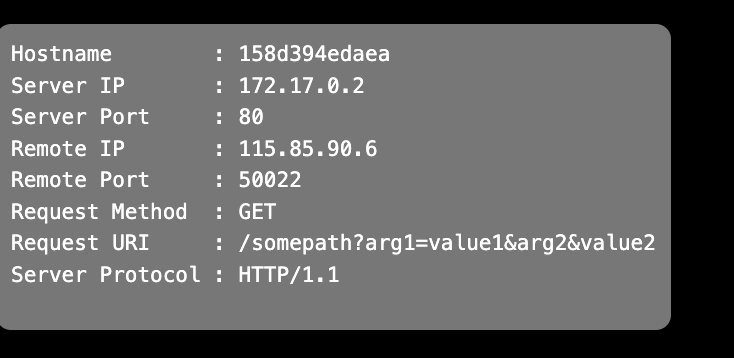 Hostname : 158d394edaea
Server IP : 172.17.0.2
Server Port : 80
Remote IP : 115.85.90.6
Remote Port : 50022
Request Method : GET
Request URI : /somepath?arg1=value1&arg2&value2
Server Protocol : HTTP/1.1